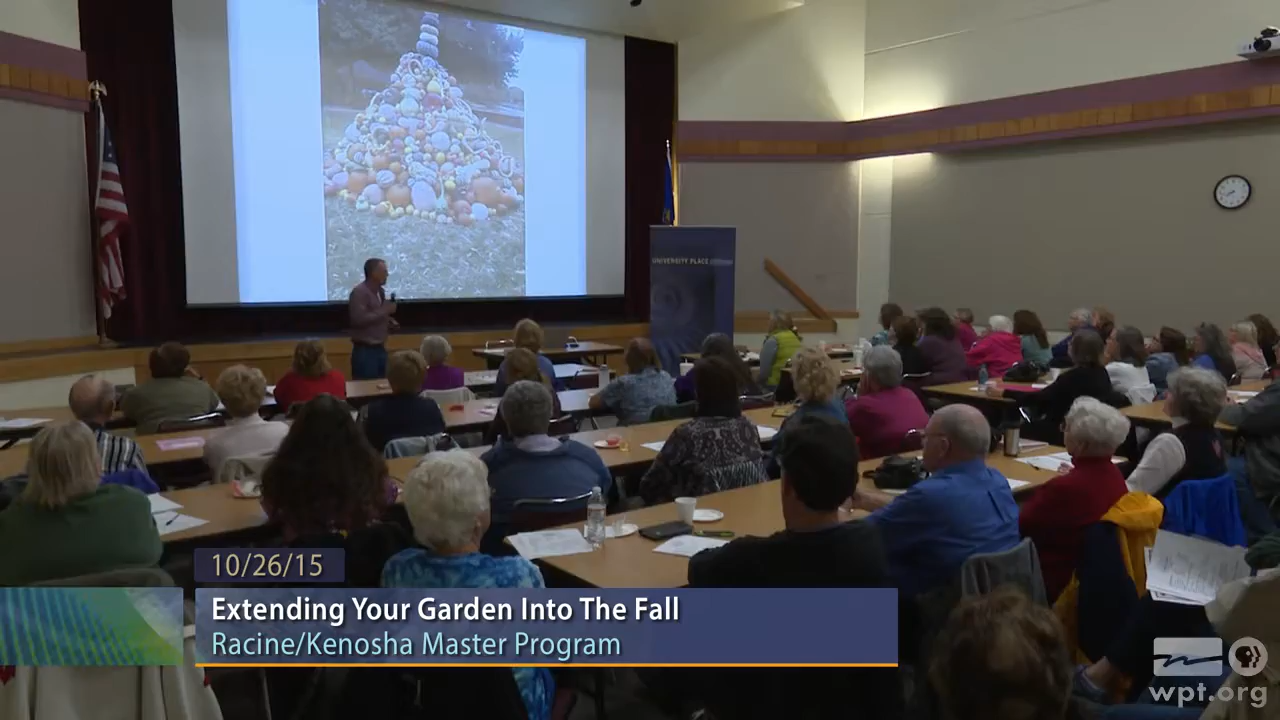 UNIVERSITY PLACE
10/26/15
Extending Your Garden Into The Fall
Racine/Kenosha Master Program
wpt.org